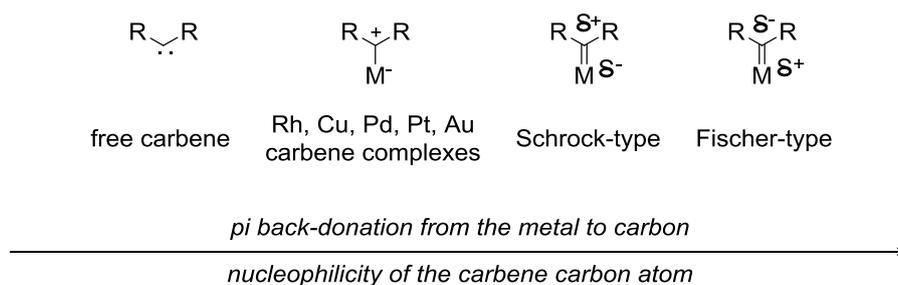 R R R + R R δ+ R R δ- R
M- M δ- M δ+
free carbene Rh, Cu, Pd, Pt, Au Schrock-type Fischer-type
carbene complexes
pi back-donation from the metal to carbon
nucleophilicity of the carbene carbon atom